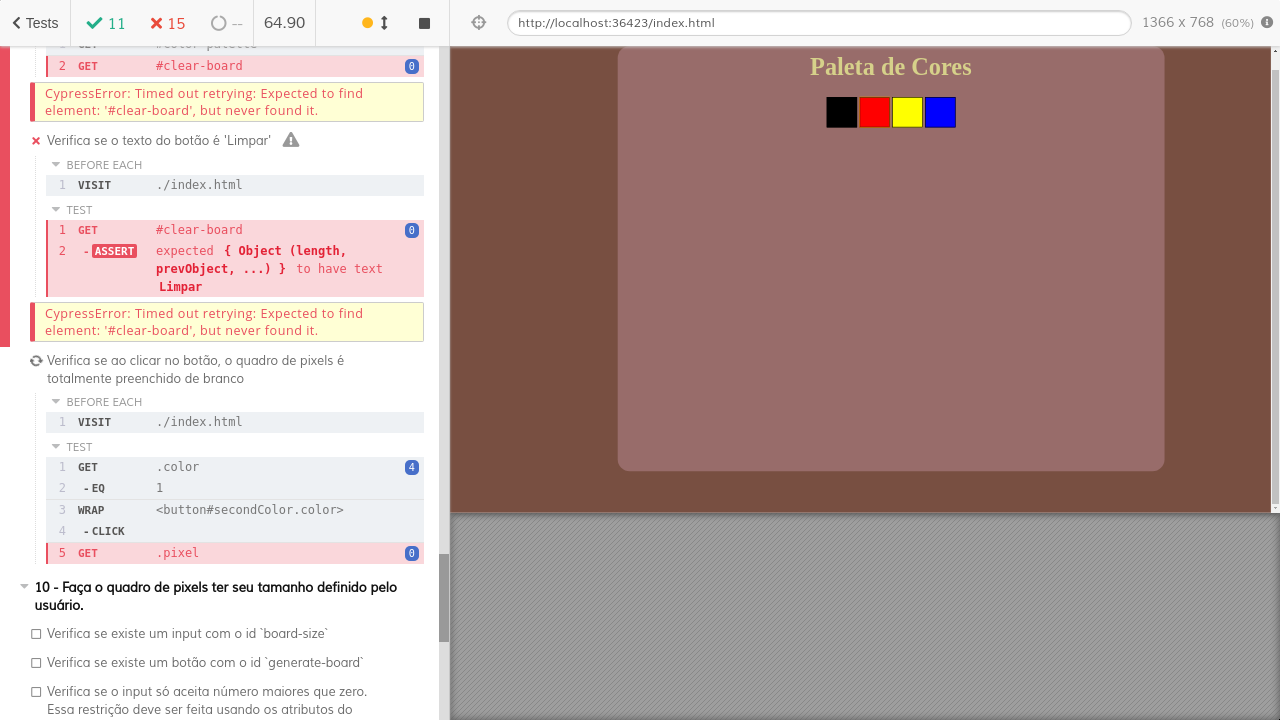 Tests
11
15
--
64.90
http://localhost:36423/index.html
1366 x 768 (60%)
1 GET #color-palette
2 GET #clear-board 0
CypressError: Timed out retrying: Expected to find
element: '#clear-board', but never found it.
Verifica se o texto do botão é 'Limpar'
BEFORE EACH
1 VISIT ./index.html
TEST
1 GET #clear-board 0
2 - ASSERT expected { Object (length,
prevObject, ...) } to have text
Limpar
CypressError: Timed out retrying: Expected to find
element: '#clear-board', but never found it.
Verifica se ao clicar no botão, o quadro de pixels é
totalmente preenchido de branco
BEFORE EACH
1 VISIT ./index.html
TEST
1 GET .color 4
2 - EQ 1
3 WRAP <button#secondColor.color>
4 - CLICK
5 GET .pixel 0
10 - Faça o quadro de pixels ter seu tamanho definido pelo
usuário.
Verifica se existe um input com o id `board-size`
Verifica se existe um botão com o id `generate-board`
Verifica se o input só aceita número maiores que zero.
Essa restrição deve ser feita usando os atributos do
Paleta de Cores